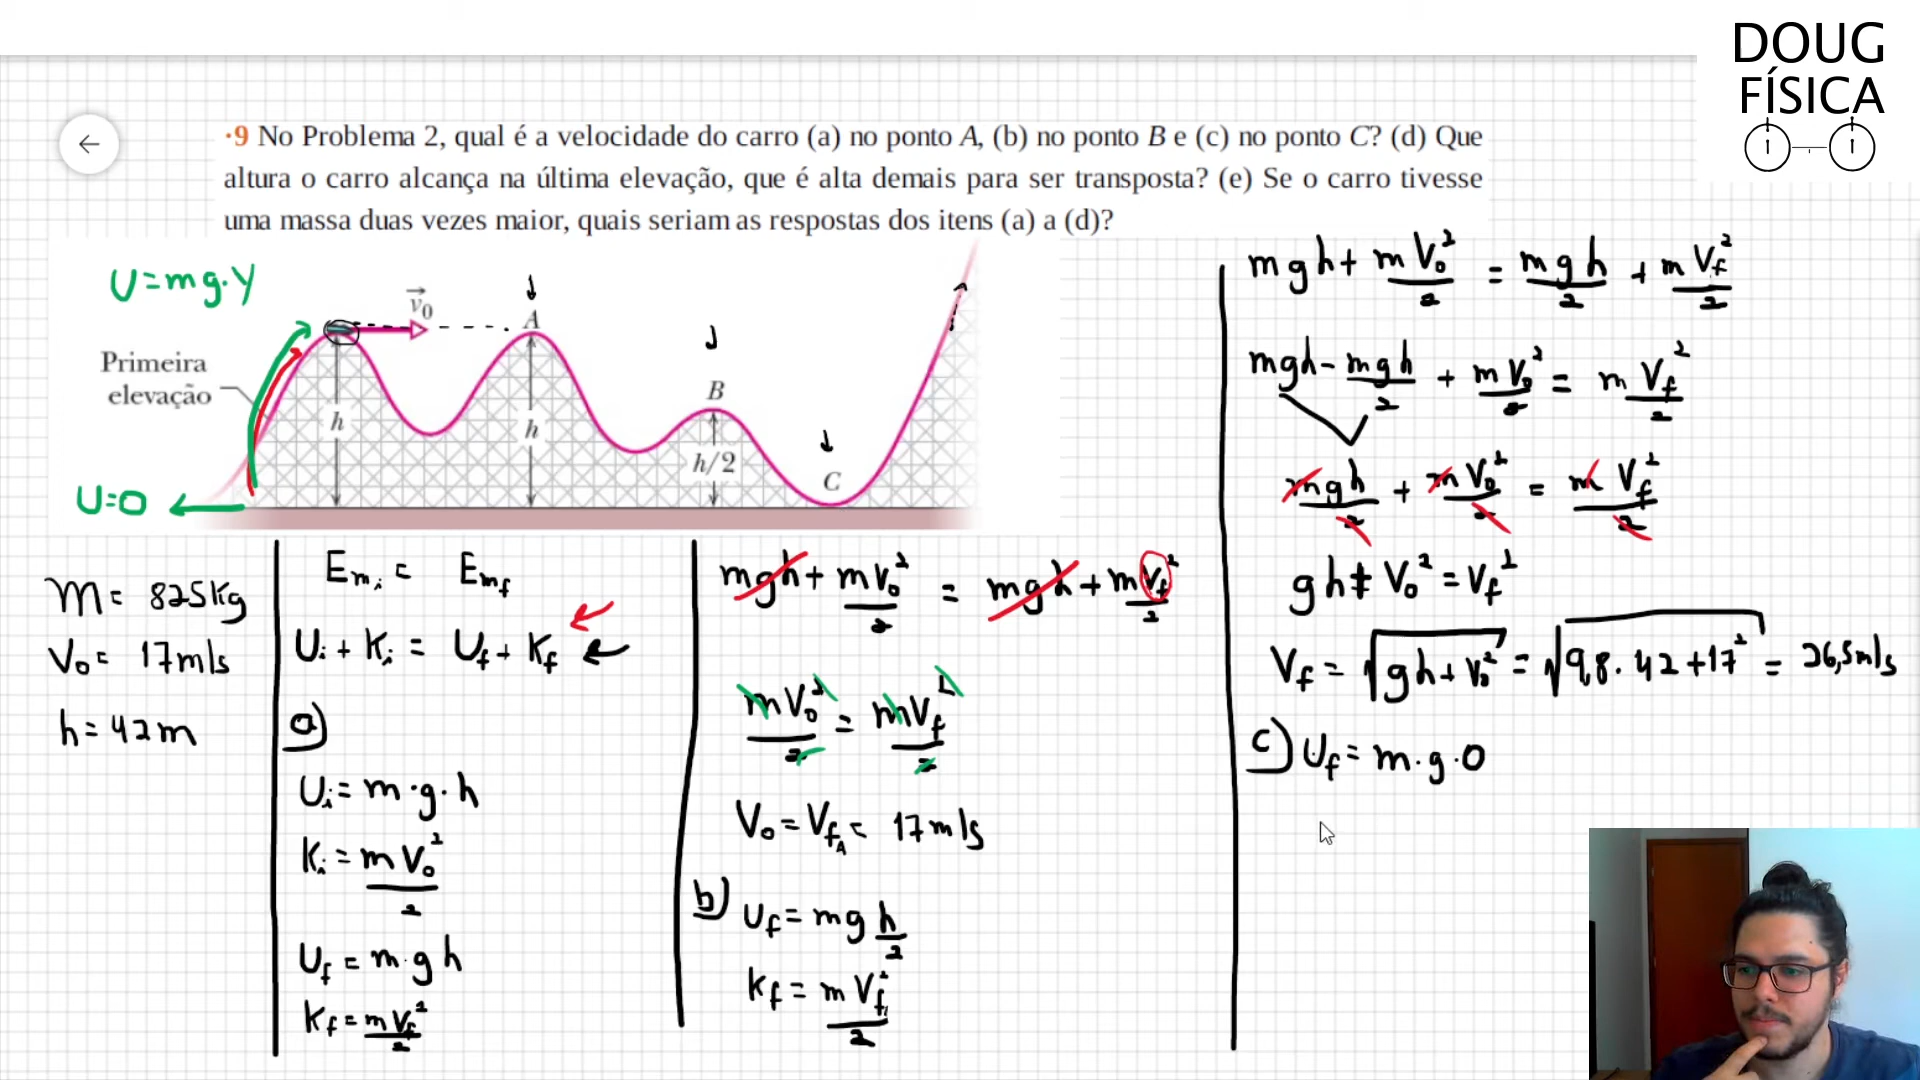 DOUG
FÍSICA
·9 No Problema 2, qual é a velocidade do carro (a) no ponto A, (b) no ponto B e (c) no ponto C? (d) Que
altura o carro alcança na última elevação, que é alta demais para ser transposta? (e) Se o carro tivesse
uma massa duas vezes maior, quais seriam as respostas dos itens (a) a (d)?
U=mg·y
v₀
A
Primeira
elevação
h
h
B
h/2
C
U=0
m= 825kg
V₀= 17m/s
h=42m
Emᵢ = Emf
Uᵢ + Kᵢ = Uf + Kf
a)
Uᵢ= m·g·h
Kᵢ= mV₀²/2
Uf = m·gh
Kf = mVf²/2
mgh + mV₀²/2 = mgh + mVf²/2
mV₀²/2 = mVf²/2
V₀=VfA= 17m/s
b) Uf= mg h/2
Kf = mVf²/2
mgh + mV₀²/2 = mgh/2 + mVf²/2
mgh - mgh/2 + mV₀²/2 = mVf²/2
mgh/2 + mV₀²/2 = mVf²/2
gh + V₀² = Vf²
Vf = √gh+V₀² = √9,8·42+17² = 26,5m/s
c) Uf= m·g·0